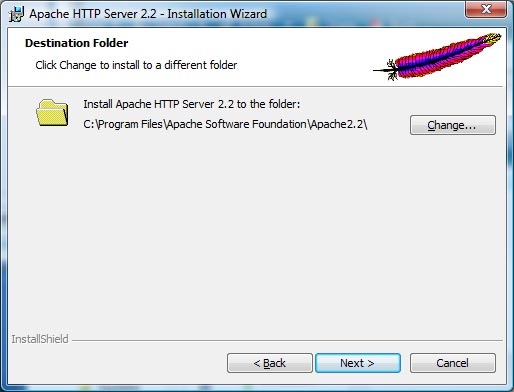 Apache HTTP Server 2.2 - Installation Wizard
Destination Folder
Click Change to install to a different folder
Install Apache HTTP Server 2.2 to the folder:
C:\Program Files\Apache Software Foundation\Apache2.2\
Change...
InstallShield
< Back
Next >
Cancel